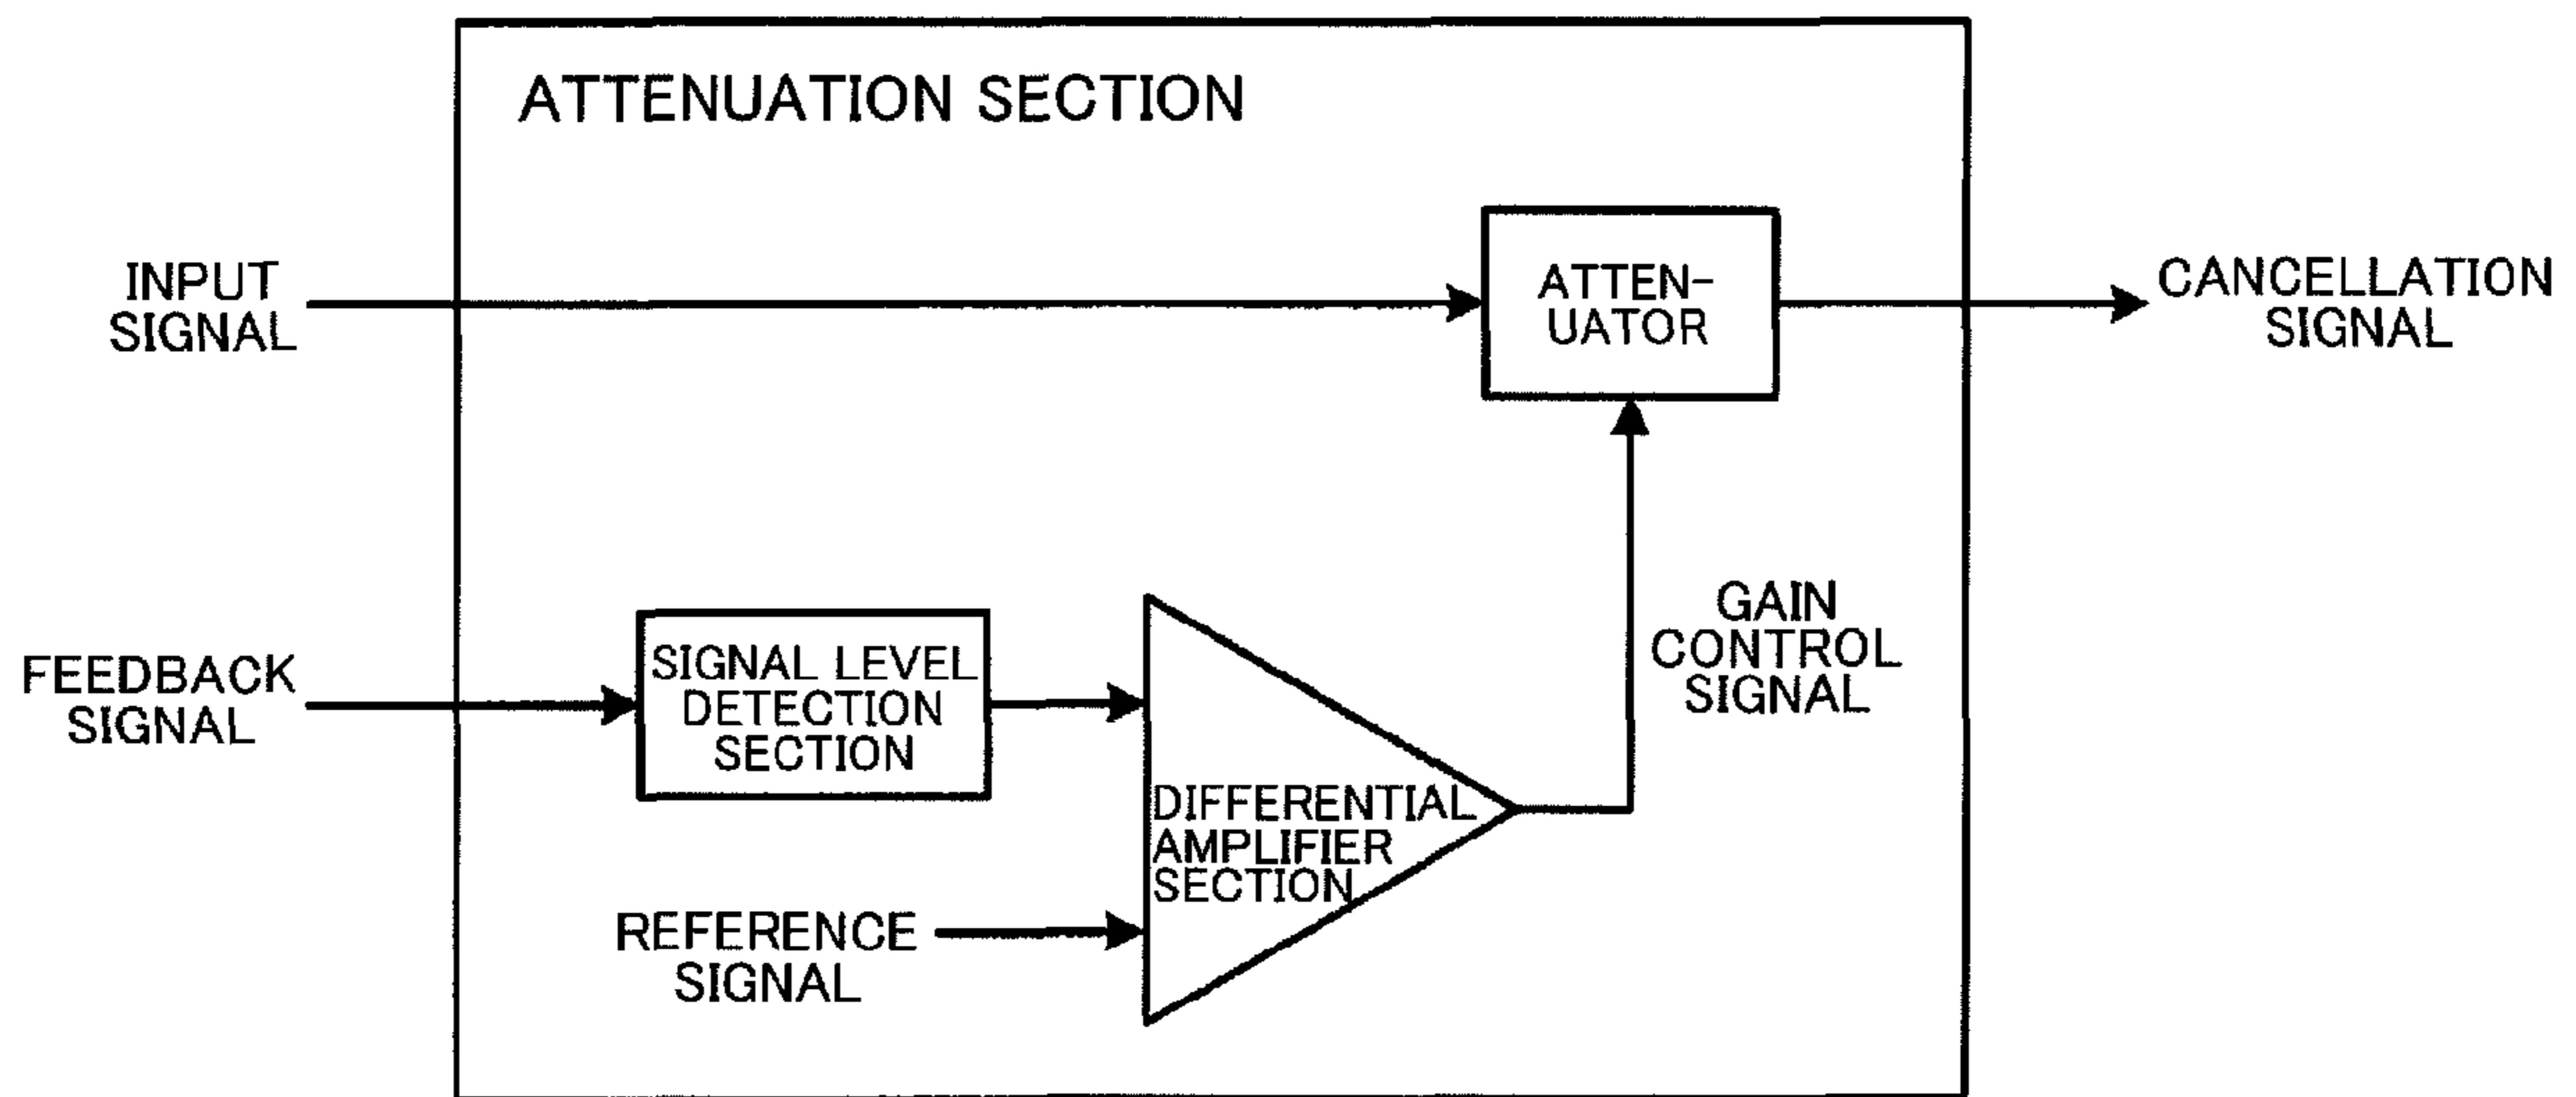 ATTENUATION SECTION
INPUT
SIGNAL
ATTEN-
UATOR
CANCELLATION
SIGNAL
GAIN
CONTROL
SIGNAL
FEEDBACK
SIGNAL
SIGNAL LEVEL
DETECTION
SECTION
DIFFERENTIAL
AMPLIFIER
SECTION
REFERENCE
SIGNAL